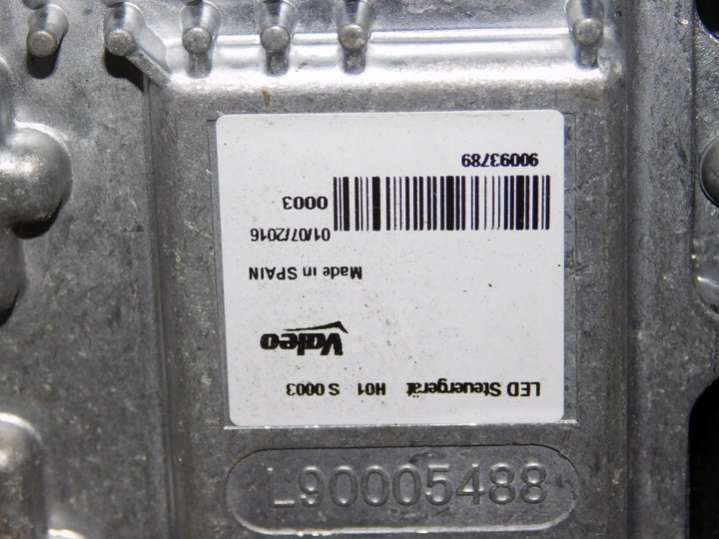 LED Steuergerät H01 S 0003
Valeo
Made in SPAIN
01/07/2016
0003
90093789
L90005488